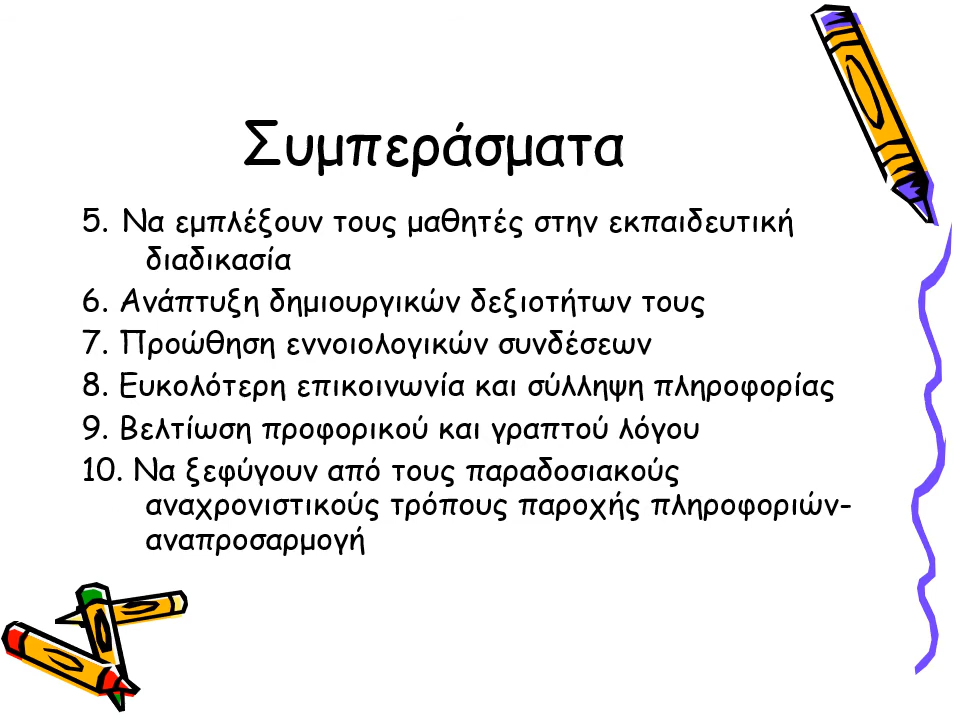 Συμπεράσματα
5. Να εμπλέξουν τους μαθητές στην εκπαιδευτική
διαδικασία
6. Ανάπτυξη δημιουργικών δεξιοτήτων τους
7. Προώθηση εννοιολογικών συνδέσεων
8. Ευκολότερη επικοινωνία και σύλληψη πληροφορίας
9. Βελτίωση προφορικού και γραπτού λόγου
10. Να ξεφύγουν από τους παραδοσιακούς
αναχρονιστικούς τρόπους παροχής πληροφοριών-
αναπροσαρμογή